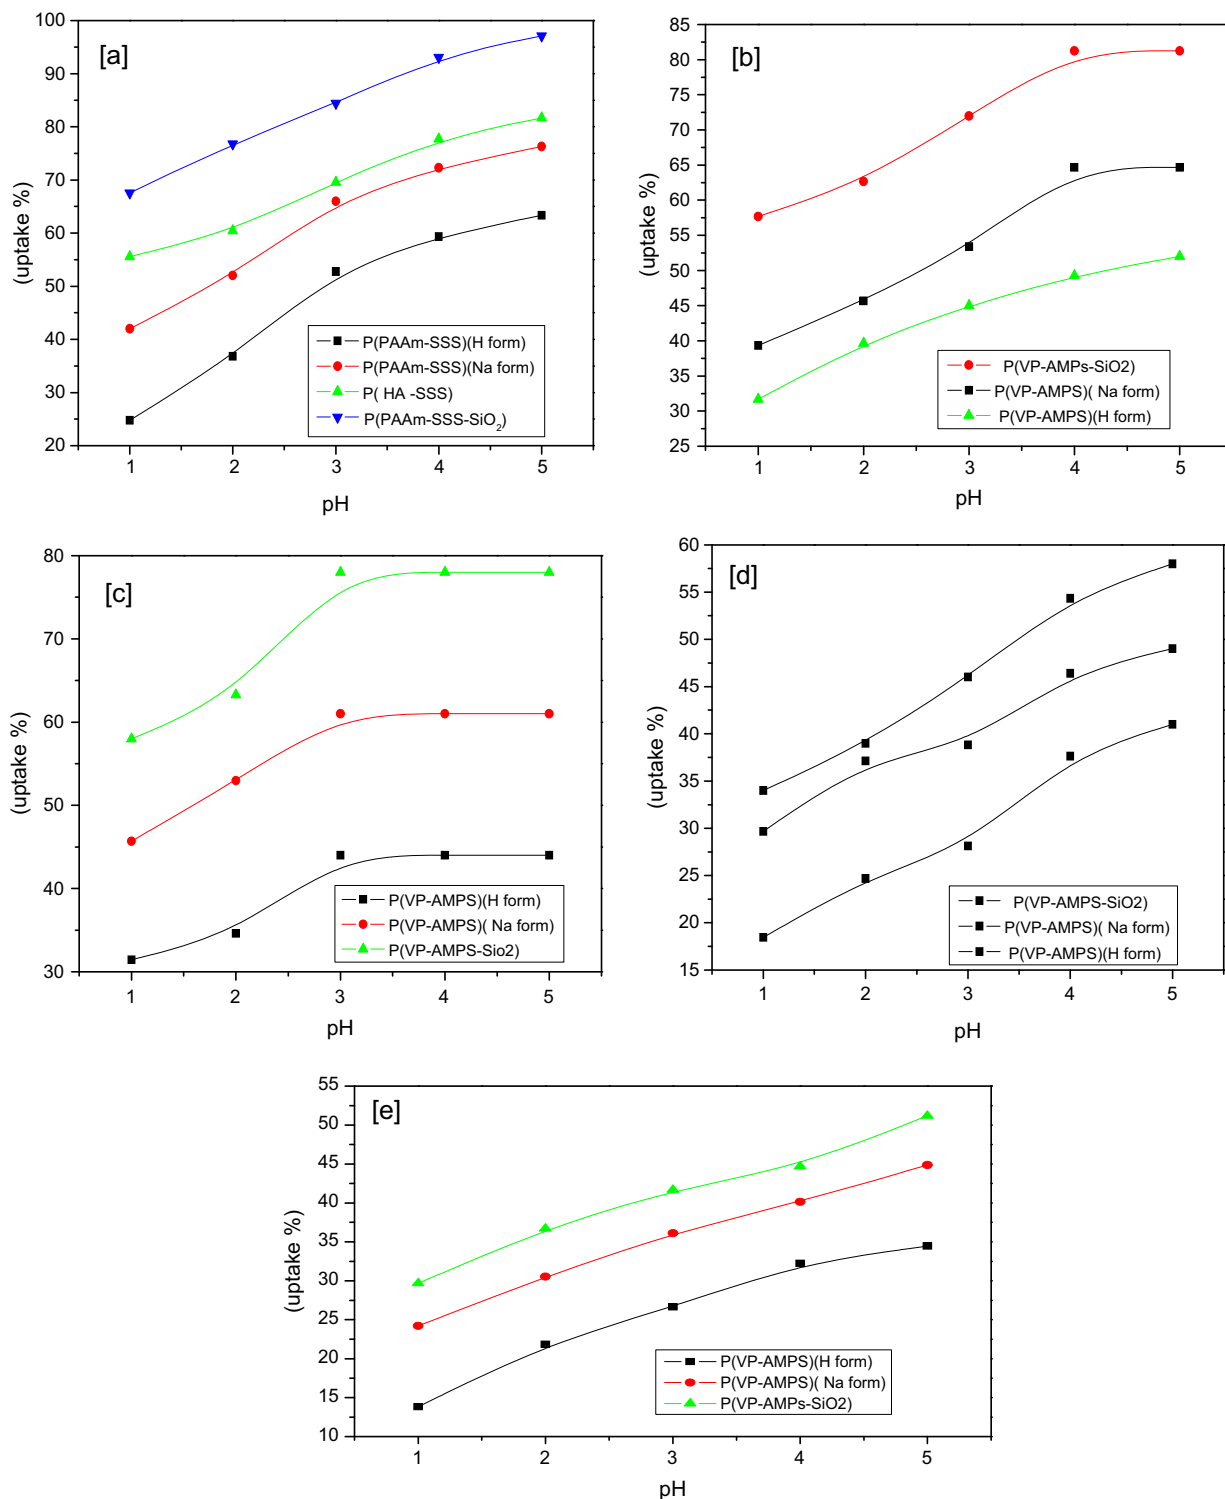 [a]
100
90
80
70
60
50
40
30
20
(uptake %)
1 2 3 4 5
pH
P(PAAm-SSS)(H form)
P(PAAm-SSS)(Na form)
P( HA -SSS)
P(PAAm-SSS-SiO2)
[b]
85
80
75
70
65
60
55
50
45
40
35
30
25
(uptake %)
1 2 3 4 5
pH
P(VP-AMPs-SiO2)
P(VP-AMPS)( Na form)
P(VP-AMPS)(H form)
[c]
80
70
60
50
40
30
(uptake %)
1 2 3 4 5
pH
P(VP-AMPS)(H form)
P(VP-AMPS)( Na form)
P(VP-AMPS-Sio2)
[d]
60
55
50
45
40
35
30
25
20
15
(uptake %)
1 2 3 4 5
pH
P(VP-AMPS-SiO2)
P(VP-AMPS)( Na form)
P(VP-AMPS)(H form)
[e]
55
50
45
40
35
30
25
20
15
10
(uptake %)
1 2 3 4 5
pH
P(VP-AMPS)(H form)
P(VP-AMPS)( Na form)
P(VP-AMPs-SiO2)